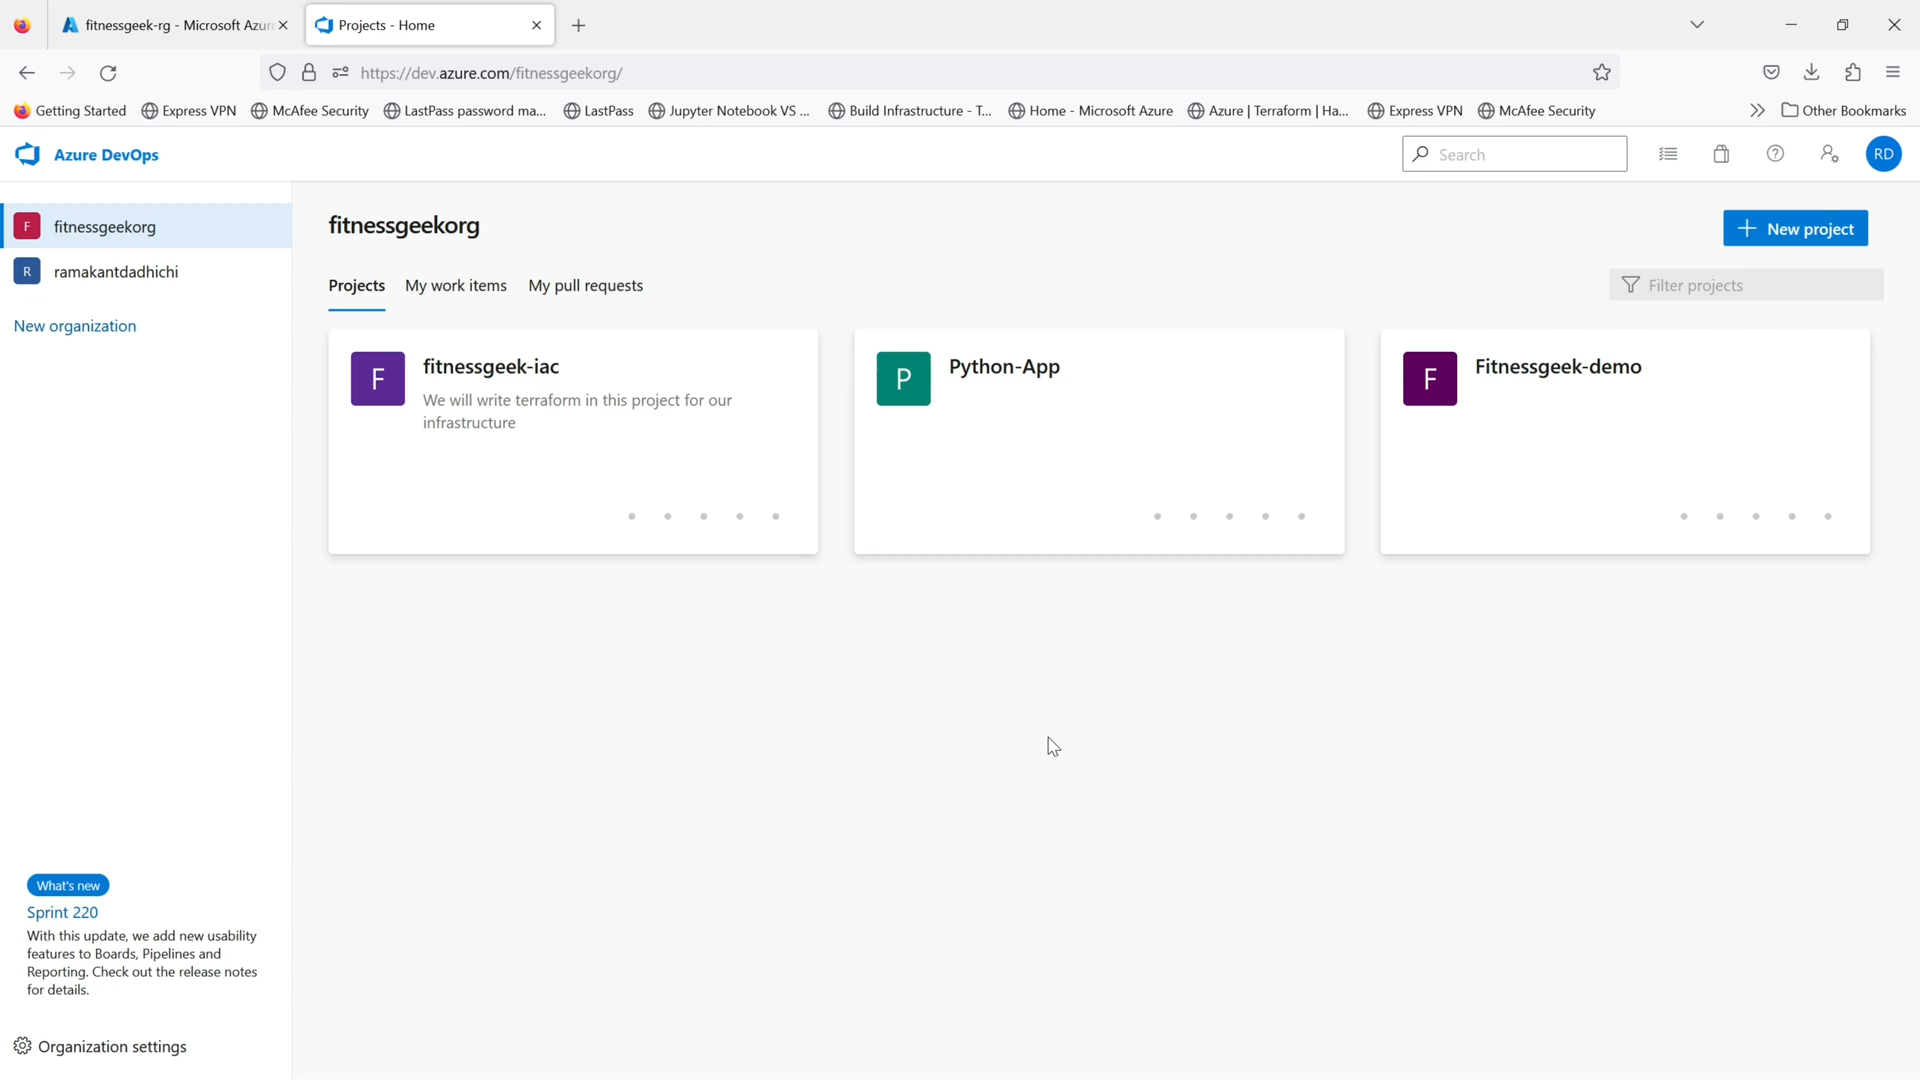 fitnessgeek-rg - Microsoft Azur
Projects - Home
https://dev.azure.com/fitnessgeekorg/
Getting Started
Express VPN
McAfee Security
LastPass password ma...
LastPass
Jupyter Notebook VS ...
Build Infrastructure - T...
Home - Microsoft Azure
Azure | Terraform | Ha...
Express VPN
McAfee Security
Other Bookmarks
Azure DevOps
Search
RD
F fitnessgeekorg
R ramakantdadhichi
New organization
fitnessgeekorg
+ New project
Projects
My work items
My pull requests
Filter projects
F
fitnessgeek-iac
We will write terraform in this project for our
infrastructure
P
Python-App
F
Fitnessgeek-demo
What's new
Sprint 220
With this update, we add new usability
features to Boards, Pipelines and
Reporting. Check out the release notes
for details.
Organization settings